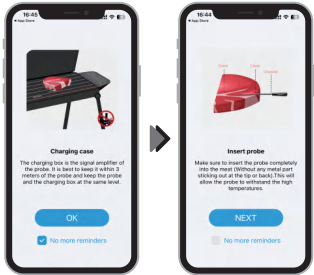 16:45
◂ App Store
Charging case
The charging box is the signal amplifier of
the probe. It is best to keep it within 3
meters of the probe and keep the probe
and the charging box at the same level.
OK
No more reminders
16:44
◂ App Store
Insert probe
Make sure to insert the probe completely
into the meat (Without any metal part
sticking out at the tip or back).This will
allow the probe to withstand the high
temperatures.
NEXT
No more reminders